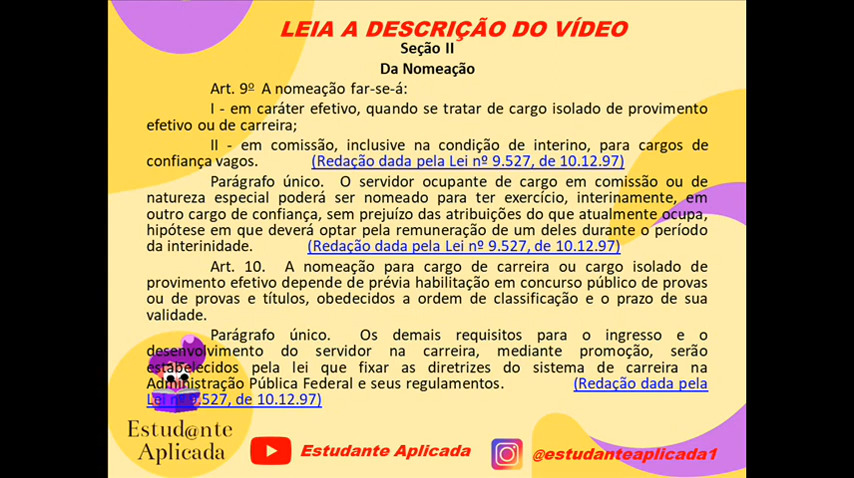 LEIA A DESCRIÇÃO DO VÍDEO
Seção II
Da Nomeação
Art. 9º A nomeação far-se-á:
I - em caráter efetivo, quando se tratar de cargo isolado de provimento
efetivo ou de carreira;
II - em comissão, inclusive na condição de interino, para cargos de
confiança vagos. (Redação dada pela Lei nº 9.527, de 10.12.97)
Parágrafo único. O servidor ocupante de cargo em comissão ou de
natureza especial poderá ser nomeado para ter exercício, interinamente, em
outro cargo de confiança, sem prejuízo das atribuições do que atualmente ocupa,
hipótese em que deverá optar pela remuneração de um deles durante o período
da interinidade. (Redação dada pela Lei nº 9.527, de 10.12.97)
Art. 10. A nomeação para cargo de carreira ou cargo isolado de
provimento efetivo depende de prévia habilitação em concurso público de provas
ou de provas e títulos, obedecidos a ordem de classificação e o prazo de sua
validade.
Parágrafo único. Os demais requisitos para o ingresso e o
desenvolvimento do servidor na carreira, mediante promoção, serão
estabelecidos pela lei que fixar as diretrizes do sistema de carreira na
Administração Pública Federal e seus regulamentos. (Redação dada pela
Lei nº 9.527, de 10.12.97)
Estud@nte
Aplicada
Estudante Aplicada
@estudanteaplicada1